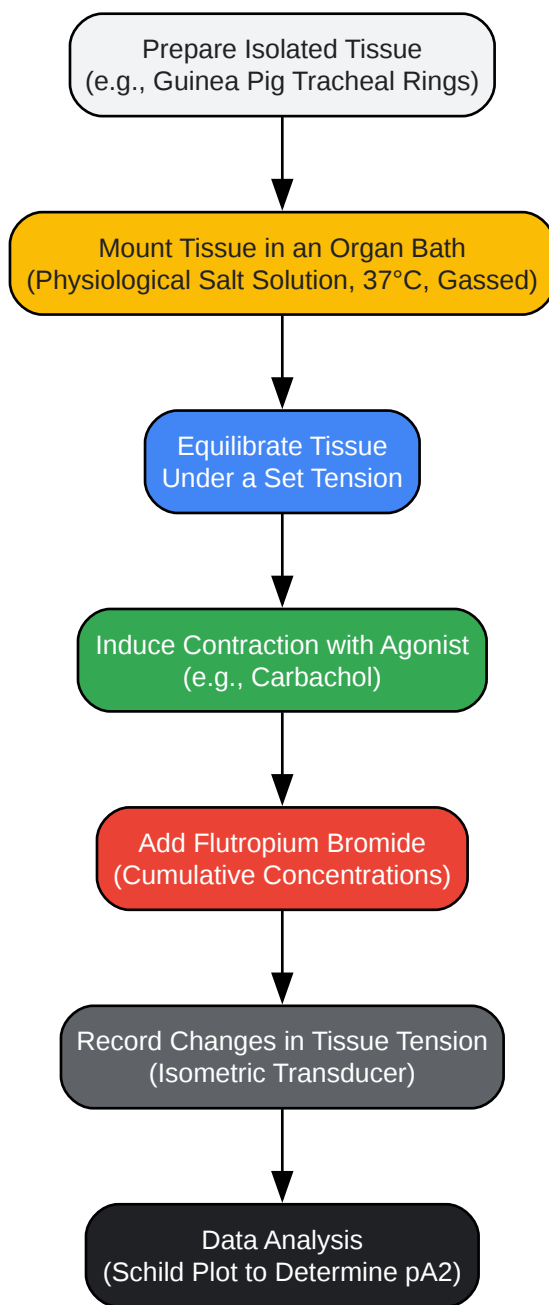 Prepare Isolated Tissue
(e.g., Guinea Pig Tracheal Rings)
Mount Tissue in an Organ Bath
(Physiological Salt Solution, 37°C, Gassed)
Equilibrate Tissue
Under a Set Tension
Induce Contraction with Agonist
(e.g., Carbachol)
Add Flutropium Bromide
(Cumulative Concentrations)
Record Changes in Tissue Tension
(Isometric Transducer)
Data Analysis
(Schild Plot to Determine pA2)